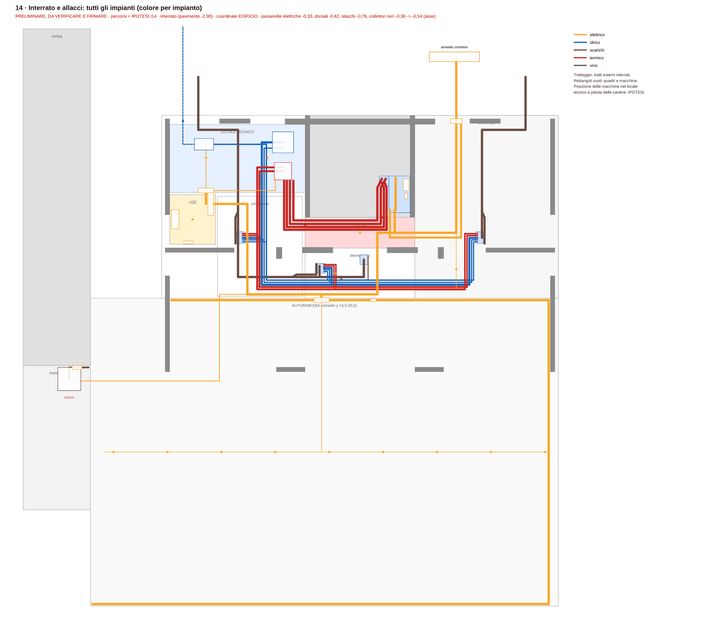 14 - Interrato e allacci: tutti gli impianti (colore per impianto)
PRELIMINARE, DA VERIFICARE E FIRMARE - percorsi = IPOTESI I14 - interrato (pavimento -2,90) - coordinate EDIFICIO - passerelle elettriche -0,33, dorsali -0,62, stacchi -0,76, collettori neri -0,36 -> -0,54 (asse)
rampa
armadio contatori
elettrico
idrico
scarichi
termico
vmc
Tratteggio: tratti esterni interrati.
Rettangoli vuoti: quadri e macchine.
Posizione delle macchine nel locale
tecnico e pianta delle cantine: IPOTESI.
LOCALE TECNICO
LQE
AUTORIMESSA